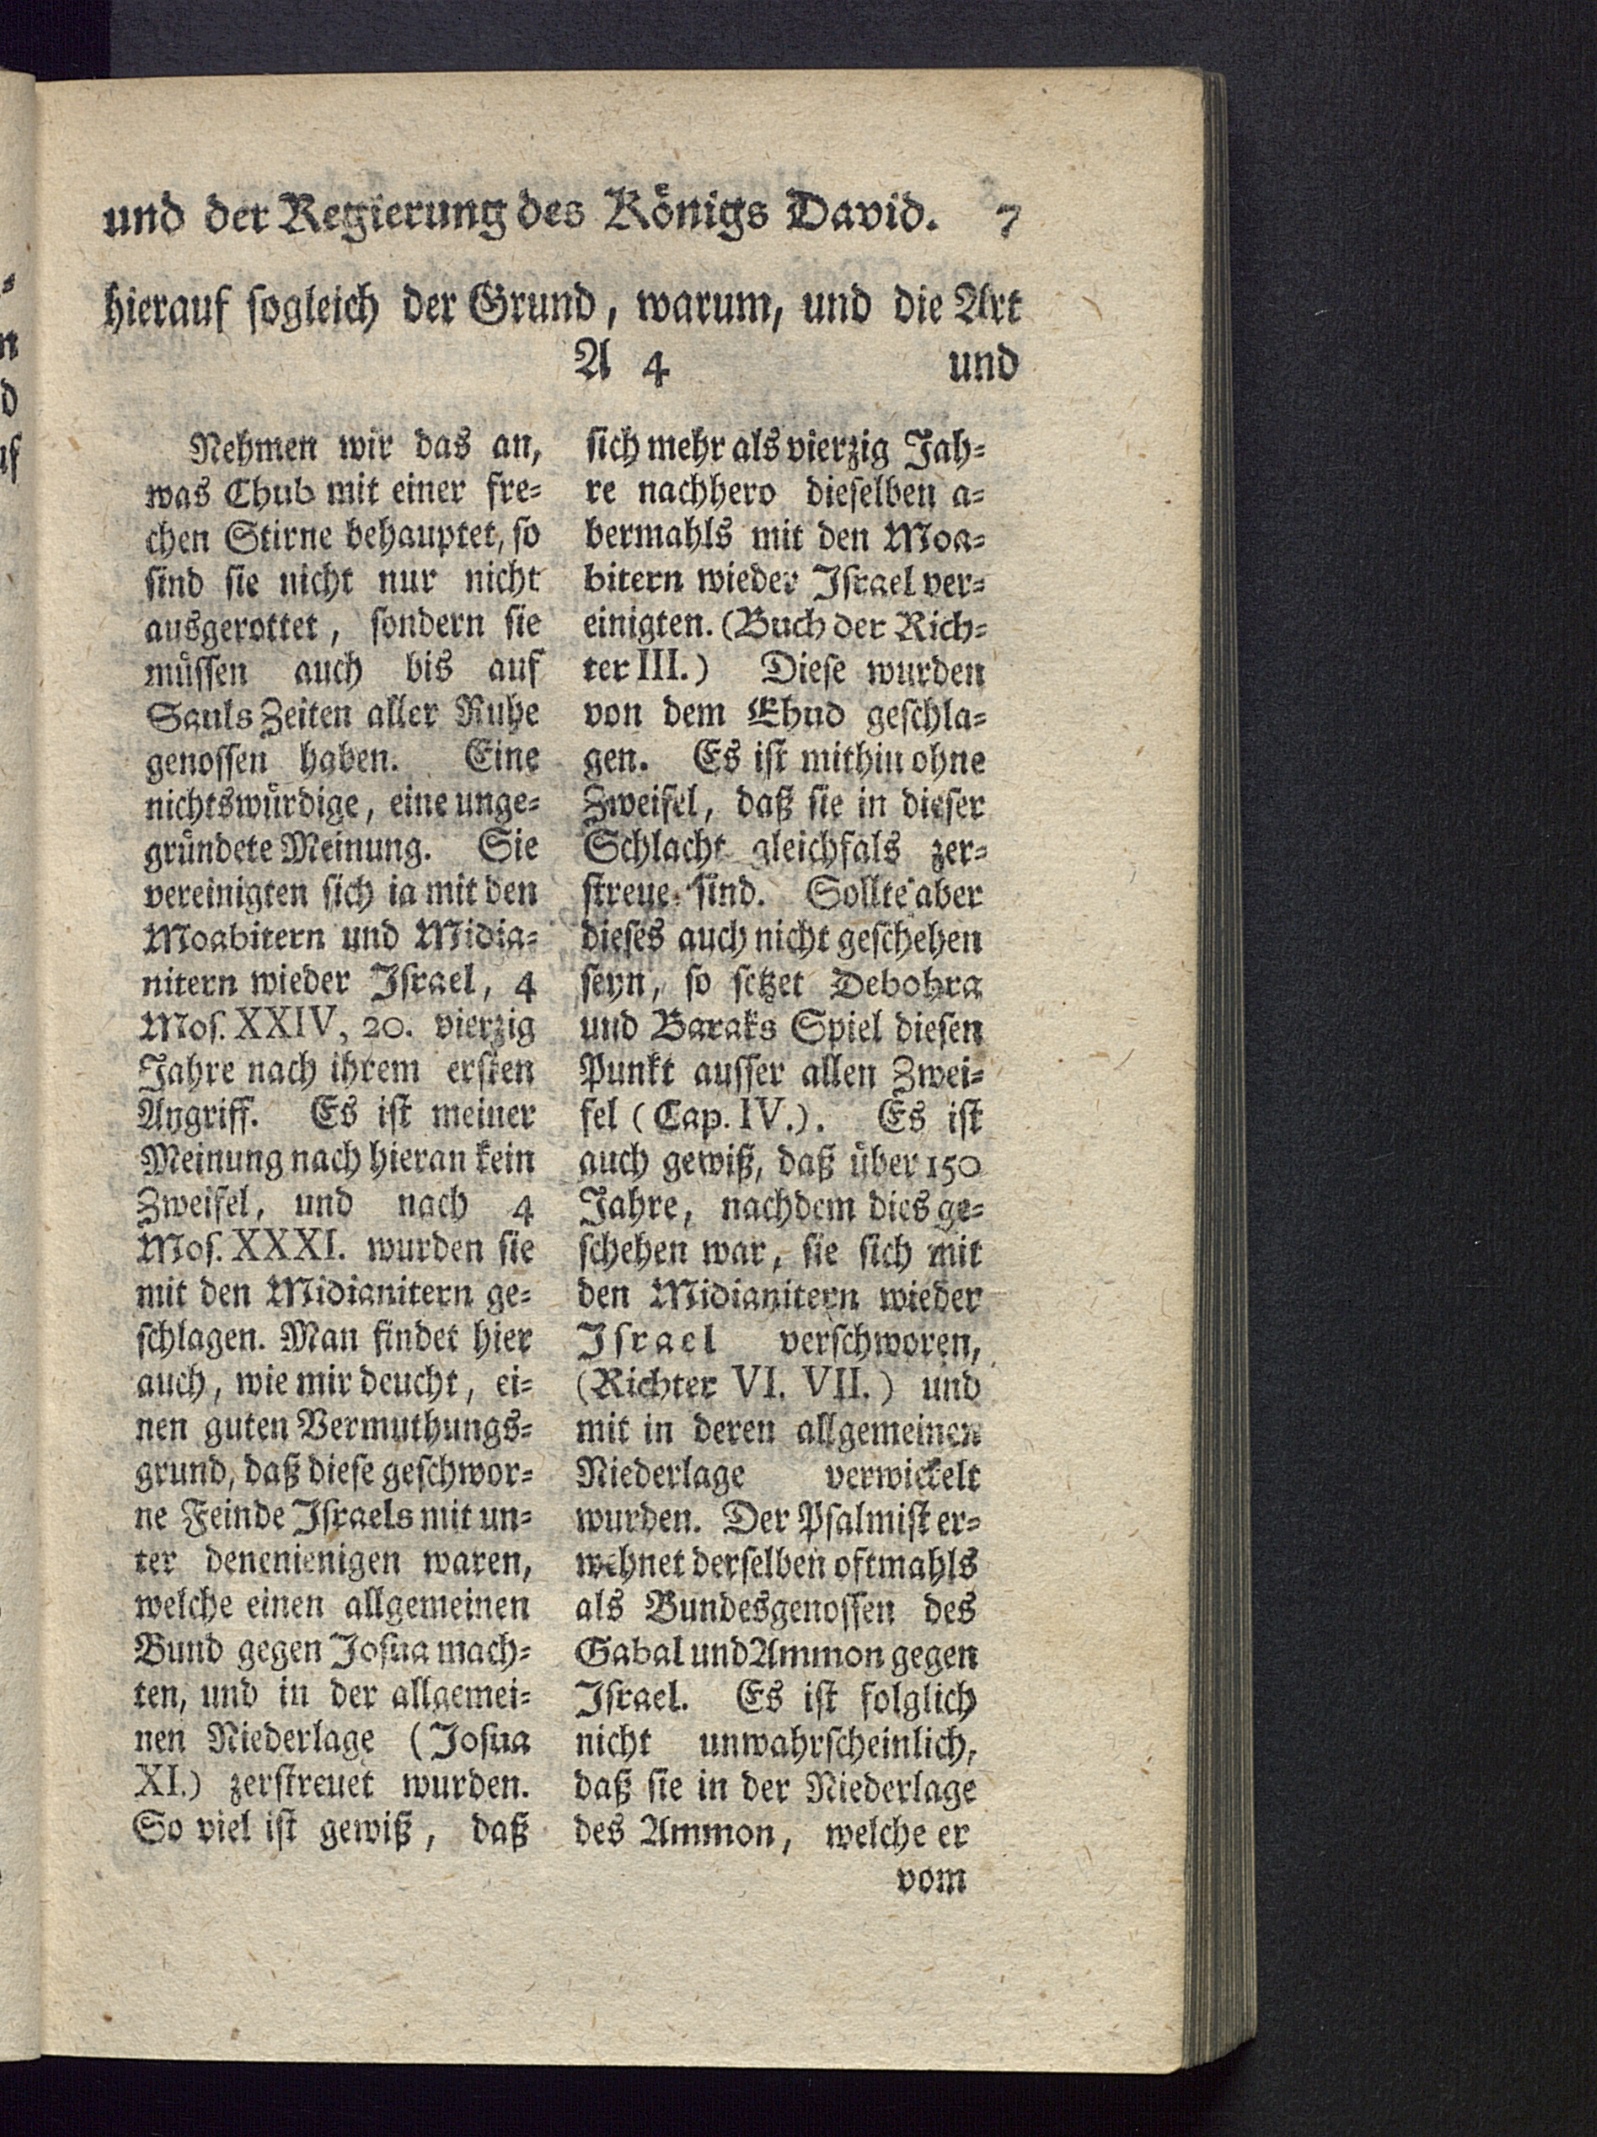 und der Regierung des Königs David. 7
hierauf ſogleich der Grund, warum, und die Art
A 4 und
Nehmen wir das an,
was Chub mit einer fre-
chen Stirne behauptet, ſo
ſind ſie nicht nur nicht
ausgerottet, ſondern ſie
müſſen auch bis auf
Sauls Zeiten aller Ruhe
genoſſen haben. Eine
nichtswürdige, eine unge-
gründete Meinung. Sie
vereinigten ſich ia mit den
Moabitern und Midia-
nitern wieder Iſrael, 4
Moſ. XXIV, 20. vierzig
Jahre nach ihrem erſten
Angriff. Es iſt meiner
Meinung nach hieran kein
Zweifel, und nach 4
Moſ. XXXI. wurden ſie
mit den Midianitern ge-
ſchlagen. Man findet hier
auch, wie mir deucht, ei-
nen guten Vermuthungs-
grund, daß dieſe geſchwor-
ne Feinde Iſraels mit un-
ter denenienigen waren,
welche einen allgemeinen
Bund gegen Joſua mach-
ten, und in der allgemei-
nen Niederlage (Joſua
XI.) zerſtreuet wurden.
So viel iſt gewiß, daß
ſich mehr als vierzig Jah-
re nachhero dieſelben a-
bermahls mit den Moa-
bitern wieder Iſrael ver-
einigten. (Buch der Rich-
ter III.) Dieſe wurden
von dem Ehud geſchla-
gen. Es iſt mithin ohne
Zweifel, daß ſie in dieſer
Schlacht gleichfals zer-
ſtreuet ſind. Sollte aber
dieſes auch nicht geſchehen
ſeyn, ſo ſetzet Debohra
und Baraks Spiel dieſen
Punkt auſſer allen Zwei-
fel (Cap. IV.). Es iſt
auch gewiß, daß über 150
Jahre, nachdem dies ge-
ſchehen war, ſie ſich mit
den Midianitern wieder
Iſrael verſchworen,
(Richter VI. VII.) und
mit in deren allgemeinen
Niederlage verwickelt
wurden. Der Pſalmiſt er-
wehnet derſelben oftmahls
als Bundesgenoſſen des
Gabal und Ammon gegen
Iſrael. Es iſt folglich
nicht unwahrſcheinlich,
daß ſie in der Niederlage
des Ammon, welche er
vom